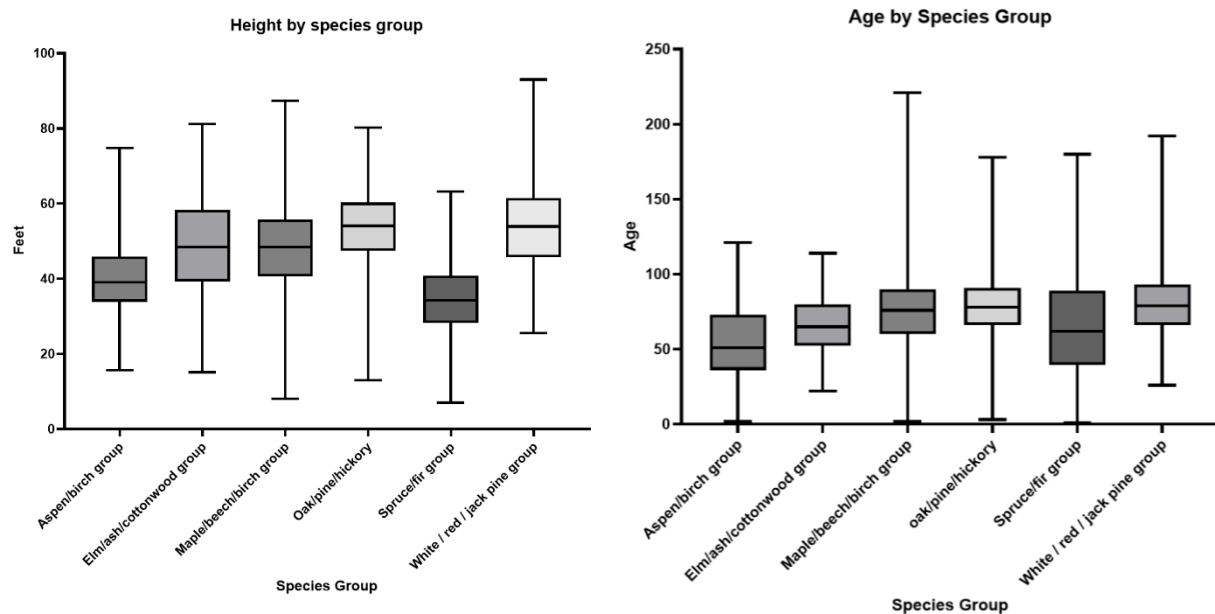 Height by species group
100
80
60
40
20
0
Feet
Aspen/birch group
Elm/ash/cottonwood group
Maple/beech/birch group
Oak/pine/hickory
Spruce/fir group
White / red / jack pine group
Species Group
Age by Species Group
250
200
150
100
50
0
Age
Aspen/birch group
Elm/ash/cottonwood group
Maple/beech/birch group
oak/pine/hickory
Spruce/fir group
White / red / jack pine group
Species Group